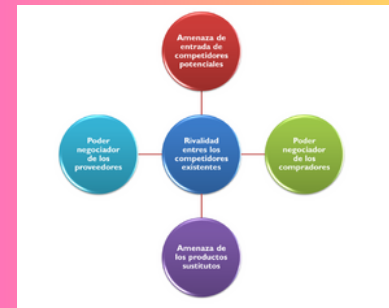 Amenaza de
entrada de
competidores
potenciales
Poder
negociador
de los
proveedores
Rivalidad
entres los
competidores
existentes
Poder
negociador
de los
compradores
Amenaza de
los productos
sustitutos